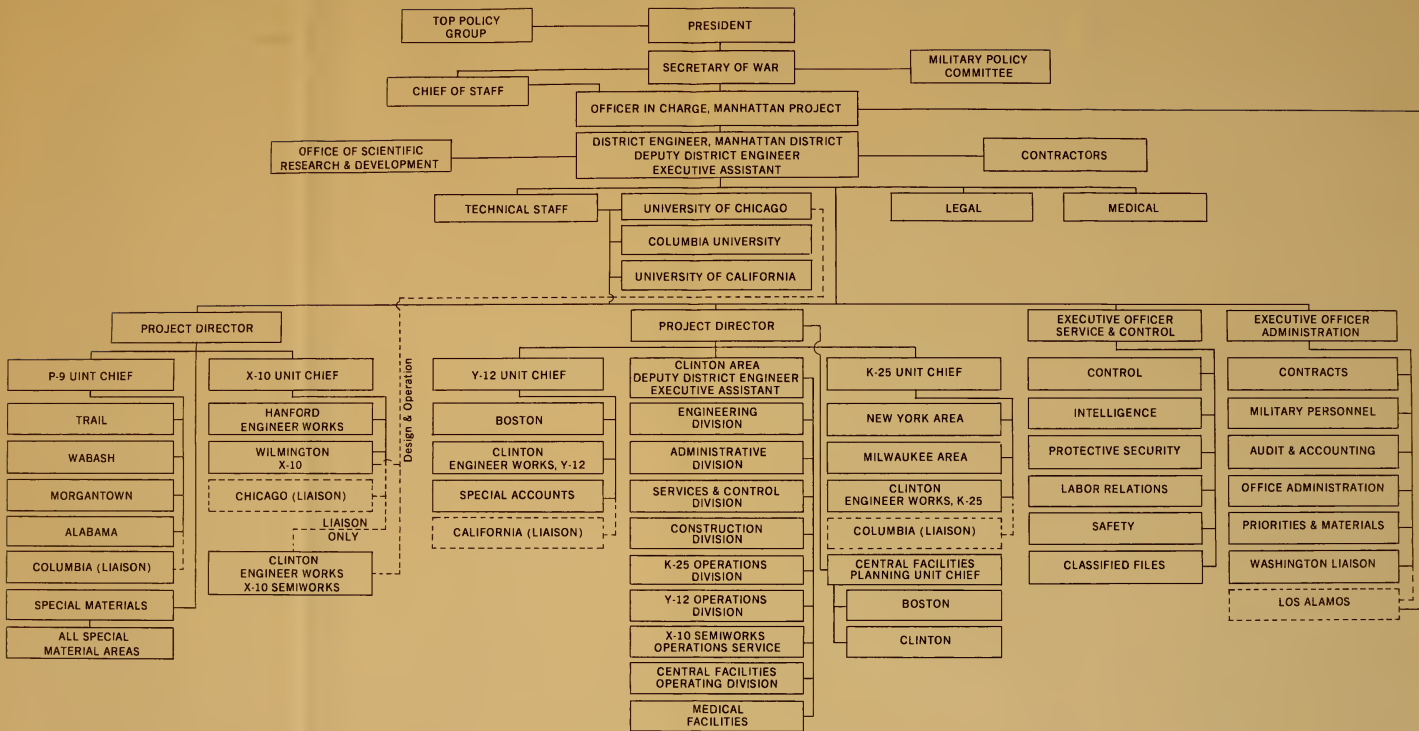 TOP POLICY
GROUP
PRESIDENT
SECRETARY OF WAR
MILITARY POLICY
COMMITTEE
CHIEF OF STAFF
OFFICER IN CHARGE, MANHATTAN PROJECT
OFFICE OF SCIENTIFIC
RESEARCH & DEVELOPMENT
DISTRICT ENGINEER, MANHATTAN DISTRICT
DEPUTY DISTRICT ENGINEER
EXECUTIVE ASSISTANT
CONTRACTORS
TECHNICAL STAFF
UNIVERSITY OF CHICAGO
LEGAL
MEDICAL
COLUMBIA UNIVERSITY
UNIVERSITY OF CALIFORNIA
PROJECT DIRECTOR
PROJECT DIRECTOR
EXECUTIVE OFFICER
SERVICE & CONTROL
EXECUTIVE OFFICER
ADMINISTRATION
P-9 UINT CHIEF
TRAIL
WABASH
MORGANTOWN
ALABAMA
COLUMBIA (LIAISON)
SPECIAL MATERIALS
ALL SPECIAL
MATERIAL AREAS
X-10 UNIT CHIEF
HANFORD
ENGINEER WORKS
WILMINGTON
X-10
CHICAGO (LIAISON)
LIAISON
ONLY
CLINTON
ENGINEER WORKS
X-10 SEMIWORKS
Design & Operation
Y-12 UNIT CHIEF
BOSTON
CLINTON
ENGINEER WORKS, Y-12
SPECIAL ACCOUNTS
CALIFORNIA (LIAISON)
CLINTON AREA
DEPUTY DISTRICT ENGINEER
EXECUTIVE ASSISTANT
ENGINEERING
DIVISION
ADMINISTRATIVE
DIVISION
SERVICES & CONTROL
DIVISION
CONSTRUCTION
DIVISION
K-25 OPERATIONS
DIVISION
Y-12 OPERATIONS
DIVISION
X-10 SEMIWORKS
OPERATIONS SERVICE
CENTRAL FACILITIES
OPERATING DIVISION
MEDICAL
FACILITIES
K-25 UNIT CHIEF
NEW YORK AREA
MILWAUKEE AREA
CLINTON
ENGINEER WORKS, K-25
COLUMBIA (LIAISON)
CENTRAL FACILITIES
PLANNING UNIT CHIEF
BOSTON
CLINTON
CONTROL
INTELLIGENCE
PROTECTIVE SECURITY
LABOR RELATIONS
SAFETY
CLASSIFIED FILES
CONTRACTS
MILITARY PERSONNEL
AUDIT & ACCOUNTING
OFFICE ADMINISTRATION
PRIORITIES & MATERIALS
WASHINGTON LIAISON
LOS ALAMOS